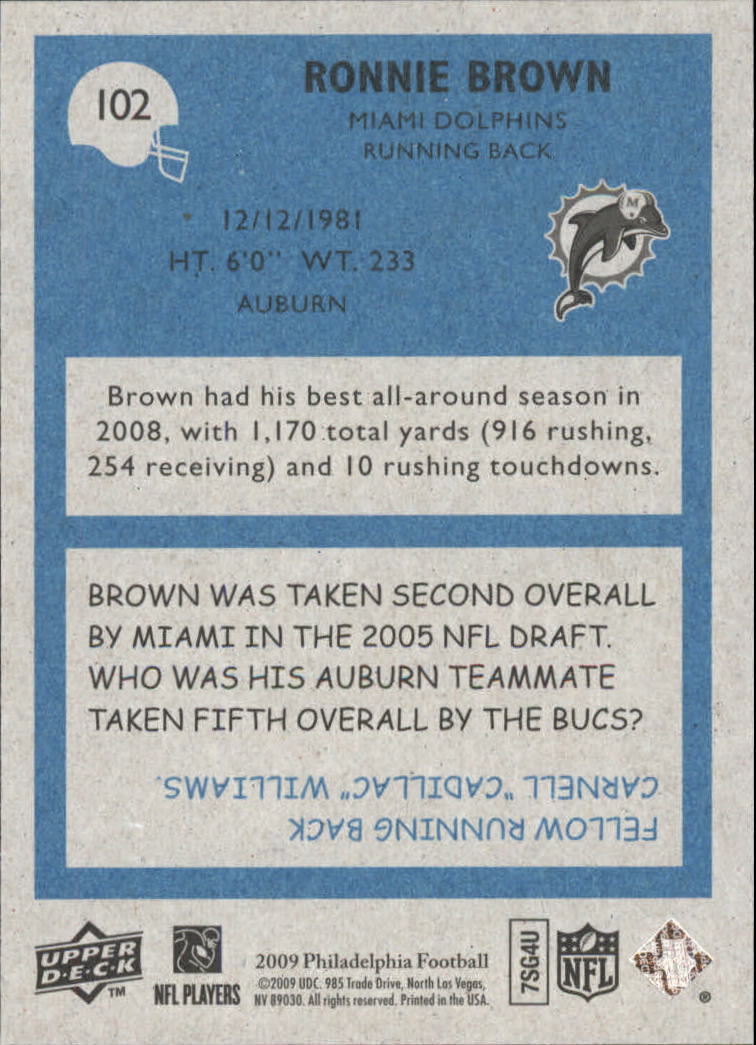 102
RONNIE BROWN
MIAMI DOLPHINS
RUNNING BACK
12/12/1981
HT. 6'0" WT. 233
AUBURN
M
Brown had his best all-around season in
2008, with 1,170 total yards (916 rushing,
254 receiving) and 10 rushing touchdowns.
BROWN WAS TAKEN SECOND OVERALL
BY MIAMI IN THE 2005 NFL DRAFT.
WHO WAS HIS AUBURN TEAMMATE
TAKEN FIFTH OVERALL BY THE BUCS?
FELLOW RUNNING BACK
CARNELL "CADILLAC" WILLIAMS.
UPPER
D·E·C·K
TM
NFL PLAYERS
2009 Philadelphia Football
©2009 UDC. 985 Trade Drive, North Las Vegas,
NV 89030. All rights reserved. Printed in the USA.
7SG4U
NFL
®